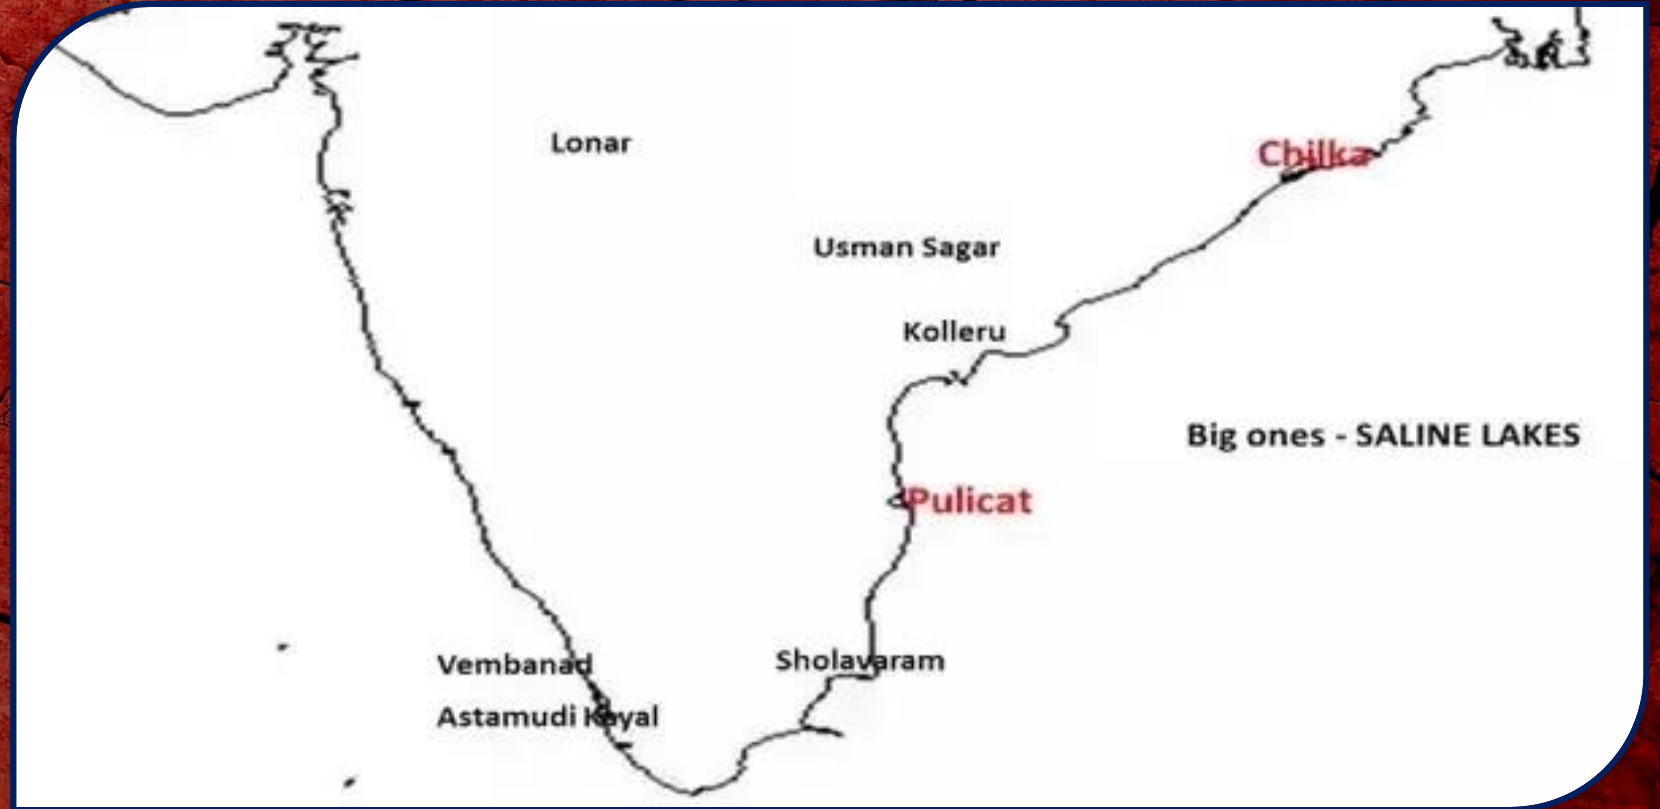 Lonar
Chilka
Usman Sagar
Kolleru
Big ones - SALINE LAKES
Pulicat
Vembanad
Sholavaram
Astamudi Kayal